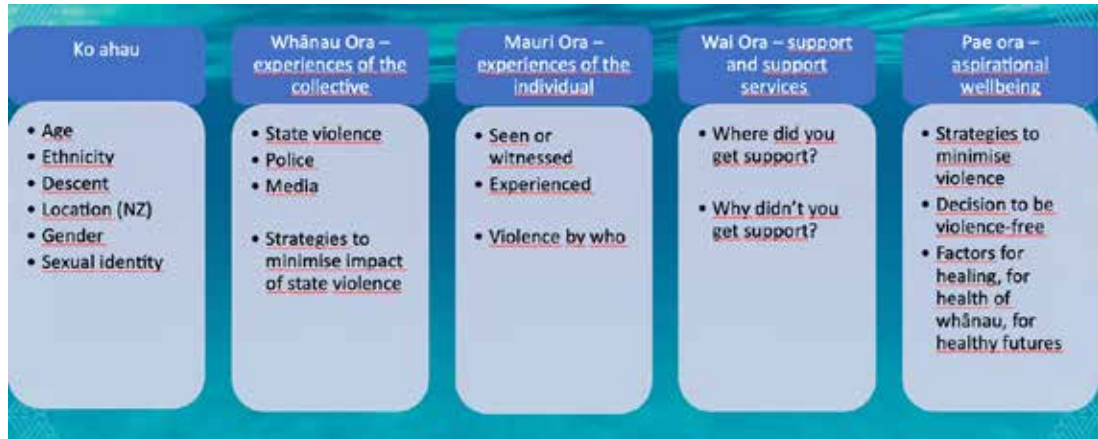 Ko ahau
• Age
• Ethnicity
• Descent
• Location (NZ)
• Gender
• Sexual identity
Whānau Ora –
experiences of the
collective
• State violence
• Police
• Media
• Strategies to
minimise impact
of state violence
Mauri Ora –
experiences of the
individual
• Seen or
witnessed
• Experienced
• Violence by who
Wai Ora – support
and support
services
• Where did you
get support?
• Why didn't you
get support?
Pae ora –
aspirational
wellbeing
• Strategies to
minimise
violence
• Decision to be
violence-free
• Factors for
healing, for
health of
whānau, for
healthy futures